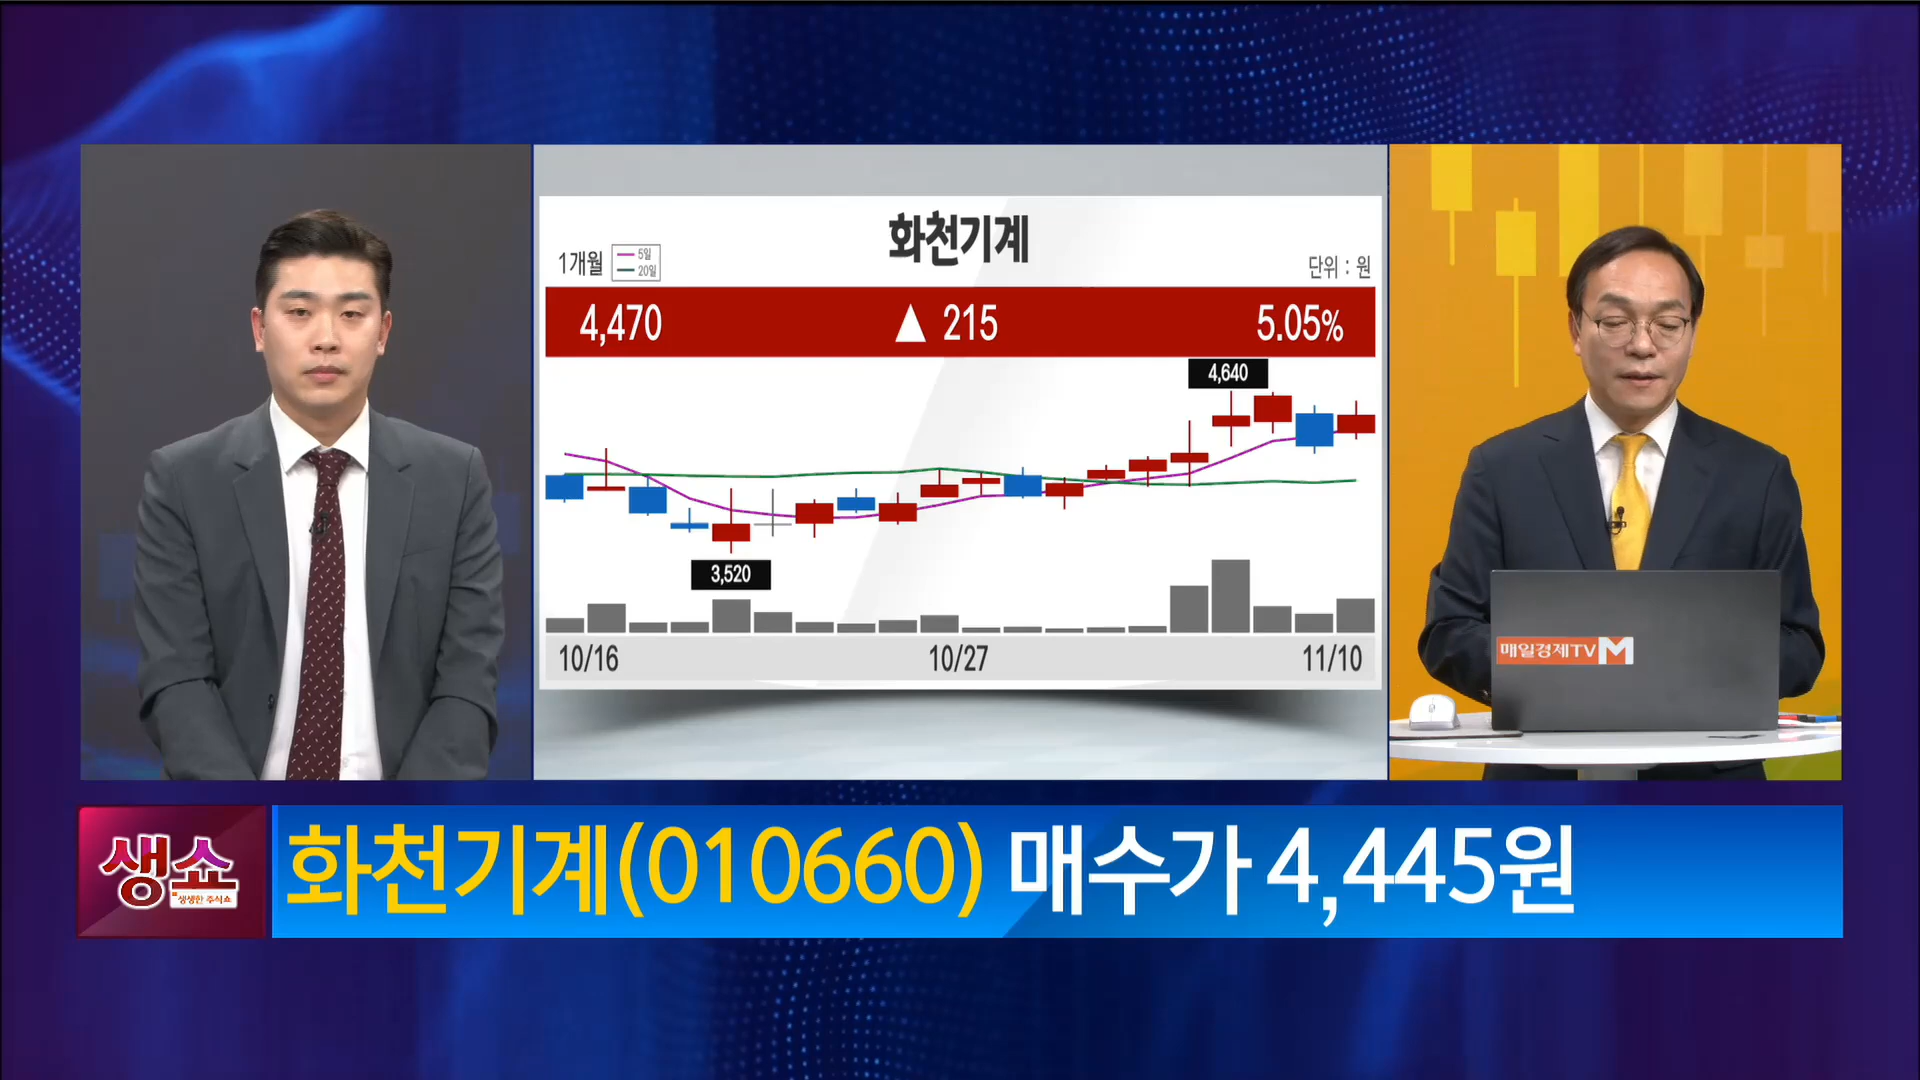 화천기계
1개월
5일
20일
단위 : 원
4,470 ▲ 215 5.05%
4,640
3,520
10/16 10/27 11/10
매일경제TV M
생쇼
생생한 주식쇼
화천기계(010660) 매수가 4,445원